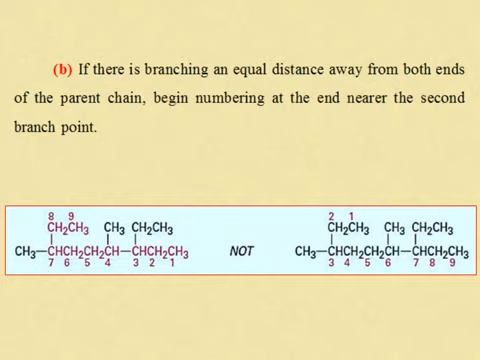 (b) If there is branching an equal distance away from both ends
of the parent chain, begin numbering at the end nearer the second
branch point.
8 9 2 1
CH₂CH₃ CH₃ CH₂CH₃ CH₂CH₃ CH₃ CH₂CH₃
CH₃—CHCH₂CH₂CH—CHCH₂CH₃ NOT CH₃—CHCH₂CH₂CH—CHCH₂CH₃
7 6 5 4 3 2 1 3 4 5 6 7 8 9